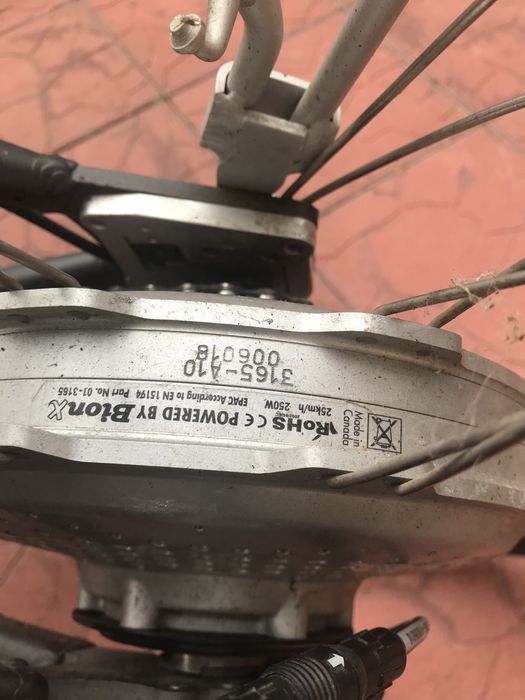 3165-A10
006018
RoHS CE POWERED BY BionX
25km/h 250W EPAC According to EN 15194 Part No. 01-3165
Made in
Canada